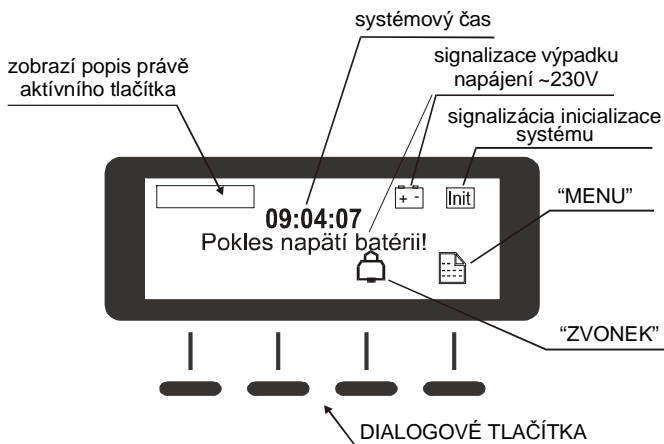 systémový čas
signalizace výpadku
napájení ~230V
zobrazí popis právě
aktívního tlačítka
signalizácia inicializace
systému
+ -
Init
"MENU"
09:04:07
Pokles napätí batérii!
"ZVONEK"
DIALOGOVÉ TLAČÍTKA